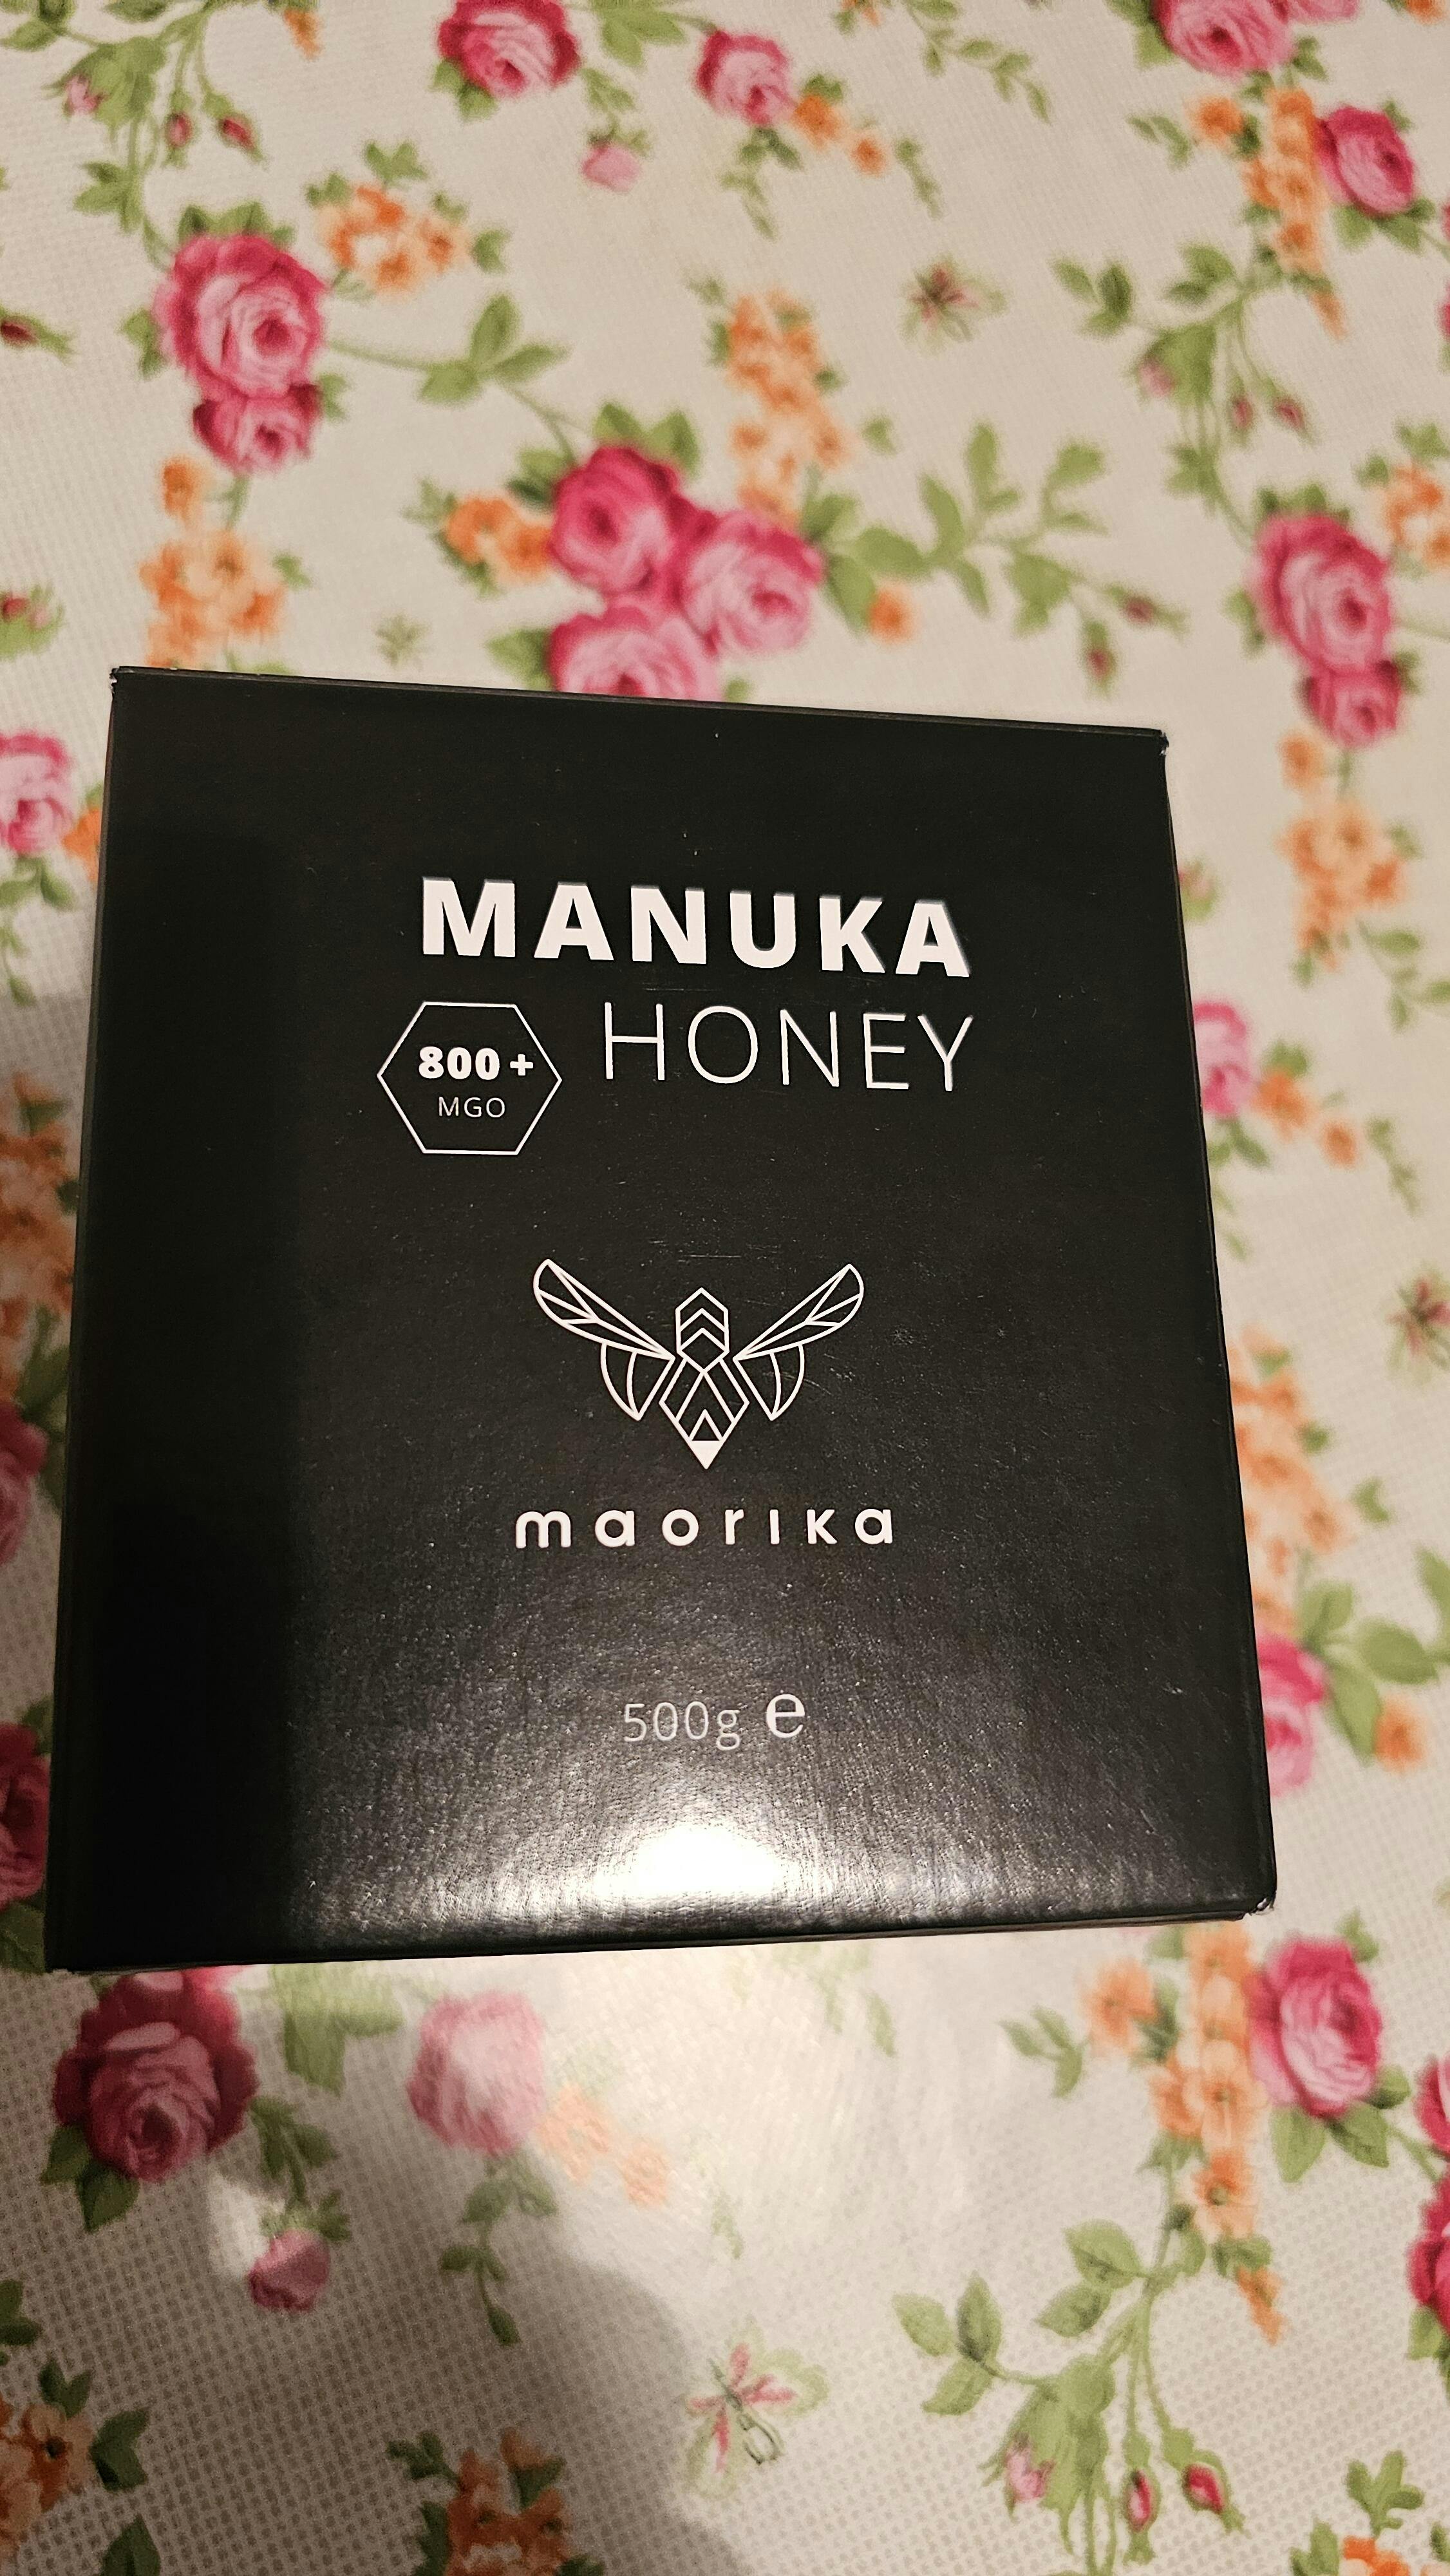 MANUKA
HONEY
800+
MGO
maorika
500g e